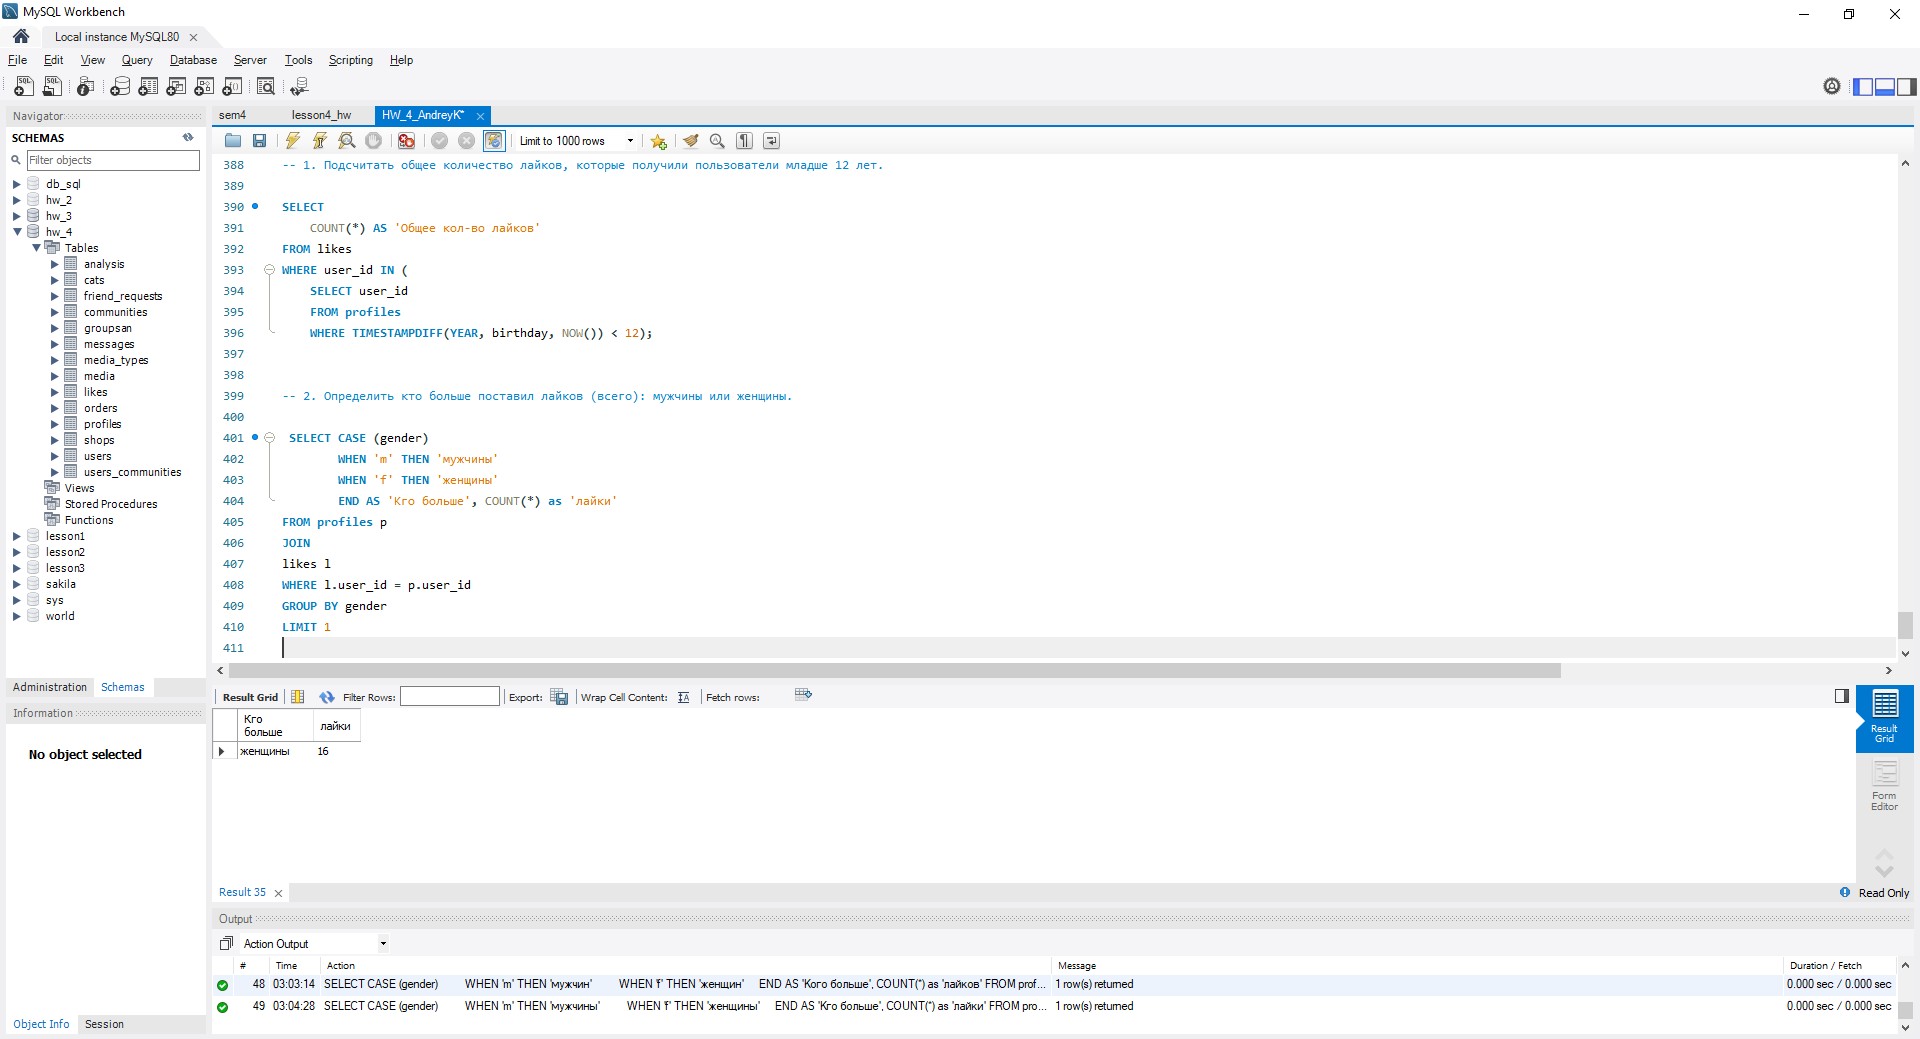 MySQL Workbench
Local instance MySQL80
File Edit View Query Database Server Tools Scripting Help
Navigator
SCHEMAS
Filter objects
db_sql
hw_2
hw_3
hw_4
Tables
analysis
cats
friend_requests
communities
groupsan
messages
media_types
media
likes
orders
profiles
shops
users
users_communities
Views
Stored Procedures
Functions
lesson1
lesson2
lesson3
sakila
sys
world
Administration Schemas
Information
No object selected
Object Info Session
sem4 lesson4_hw HW_4_AndreyK*
Limit to 1000 rows
388 -- 1. Подсчитать общее количество лайков, которые получили пользователи младше 12 лет.
389
390 SELECT
391 COUNT(*) AS 'Общее кол-во лайков'
392 FROM likes
393 WHERE user_id IN (
394 SELECT user_id
395 FROM profiles
396 WHERE TIMESTAMPDIFF(YEAR, birthday, NOW()) < 12);
397
398
399 -- 2. Определить кто больше поставил лайков (всего): мужчины или женщины.
400
401 SELECT CASE (gender)
402 WHEN 'm' THEN 'мужчины'
403 WHEN 'f' THEN 'женщины'
404 END AS 'Кго больше', COUNT(*) as 'лайки'
405 FROM profiles p
406 JOIN
407 likes l
408 WHERE l.user_id = p.user_id
409 GROUP BY gender
410 LIMIT 1
411
Result Grid Filter Rows: Export: Wrap Cell Content: Fetch rows:
Кго больше лайки
женщины 16
Result Grid
Form Editor
Result 35
Read Only
Output
Action Output
# Time Action Message Duration / Fetch
48 03:03:14 SELECT CASE (gender) WHEN 'm' THEN 'мужчин' WHEN 'f' THEN 'женщин' END AS 'Кого больше', COUNT(*) as 'лайков' FROM prof... 1 row(s) returned 0.000 sec / 0.000 sec
49 03:04:28 SELECT CASE (gender) WHEN 'm' THEN 'мужчины' WHEN 'f' THEN 'женщины' END AS 'Кго больше', COUNT(*) as 'лайки' FROM pro... 1 row(s) returned 0.000 sec / 0.000 sec